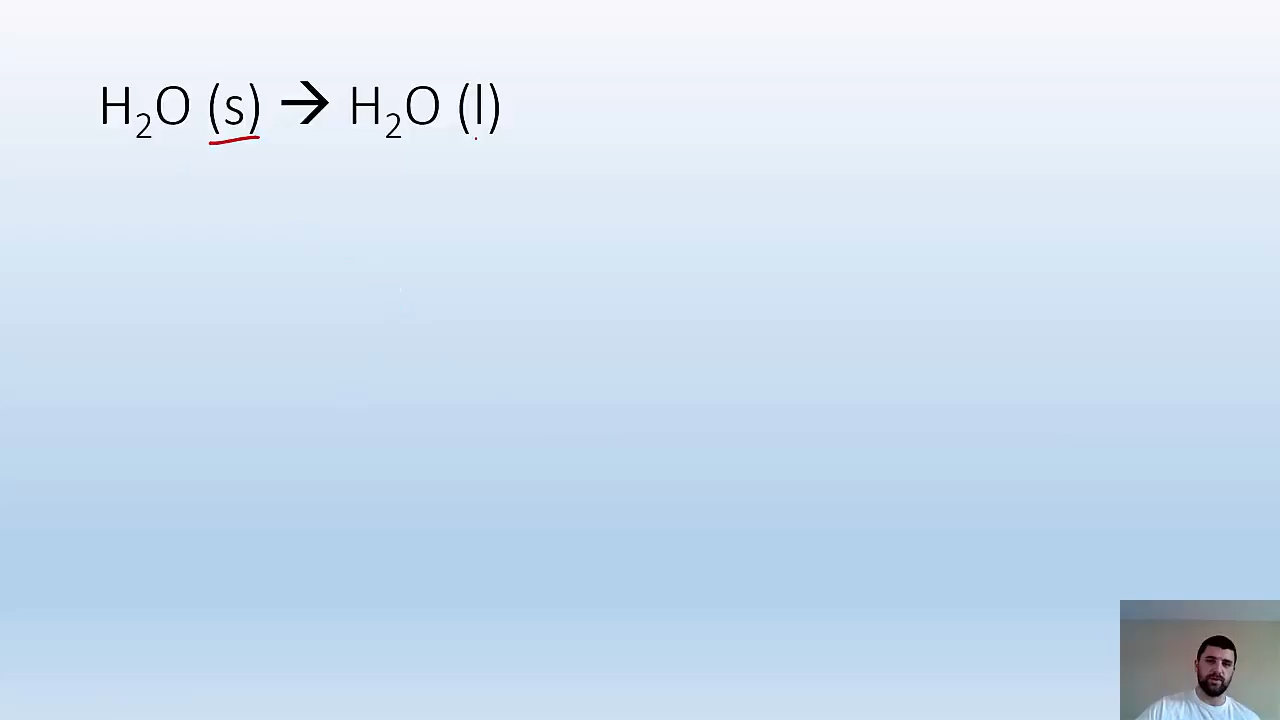 H₂O (s) → H₂O (l)